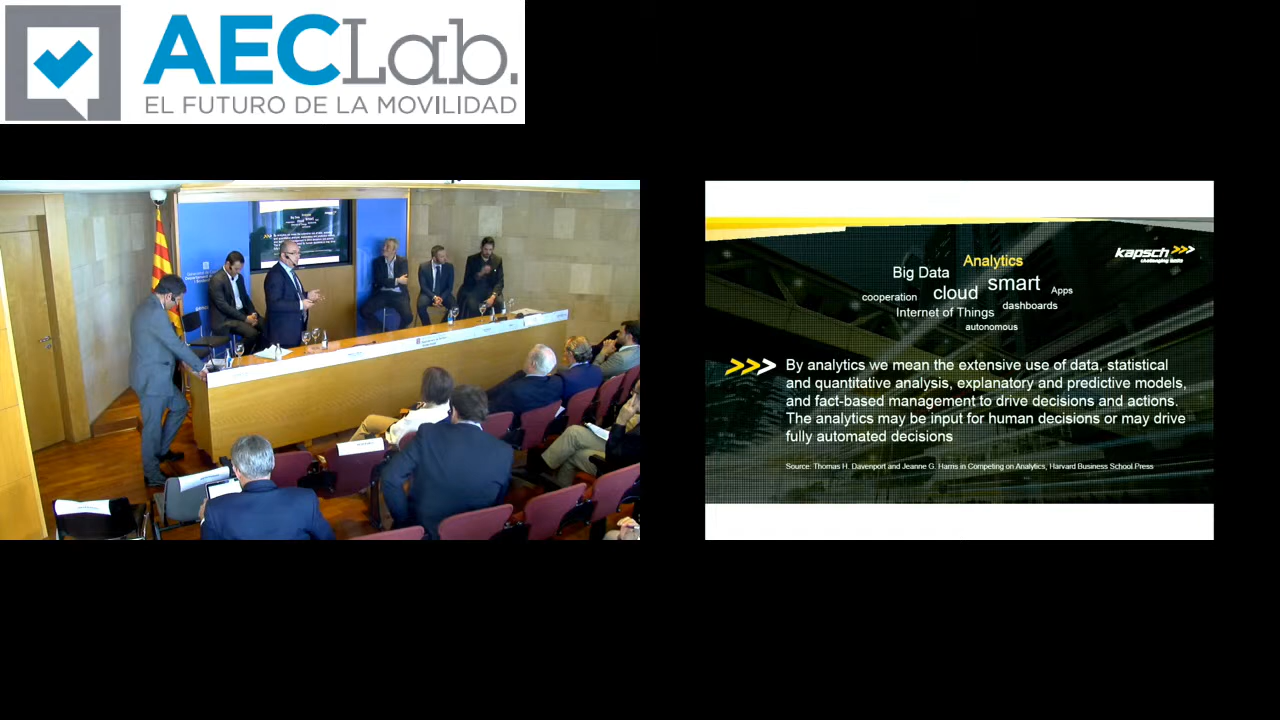 AECLab.
EL FUTURO DE LA MOVILIDAD
kapsch >>>
challenging limits
Analytics
Big Data
smart
cloud
Apps
cooperation
dashboards
Internet of Things
autonomous
By analytics we mean the extensive use of data, statistical
and quantitative analysis, explanatory and predictive models,
and fact-based management to drive decisions and actions.
The analytics may be input for human decisions or may drive
fully automated decisions
Source: Thomas H. Davenport and Jeanne G. Harris in Competing on Analytics, Harvard Business School Press